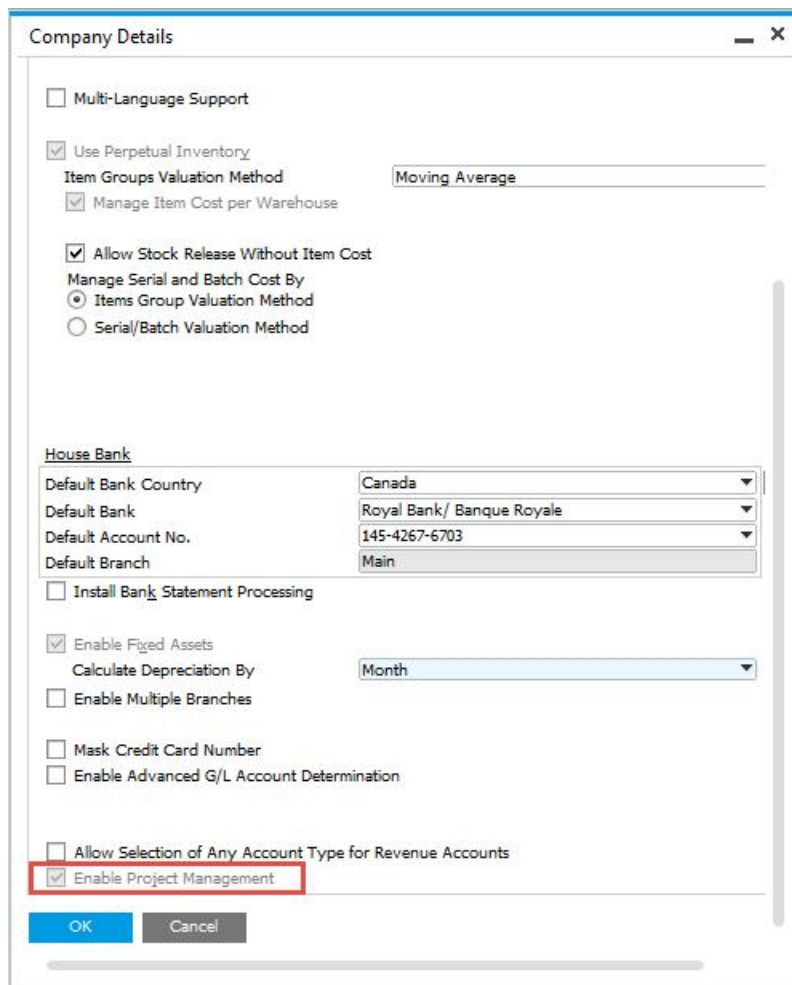 Company Details
Multi-Language Support
Use Perpetual Inventory
Item Groups Valuation Method Moving Average
Manage Item Cost per Warehouse
Allow Stock Release Without Item Cost
Manage Serial and Batch Cost By
Items Group Valuation Method
Serial/Batch Valuation Method
House Bank
Default Bank Country Canada
Default Bank Royal Bank/ Banque Royale
Default Account No. 145-4267-6703
Default Branch Main
Install Bank Statement Processing
Enable Fixed Assets
Calculate Depreciation By Month
Enable Multiple Branches
Mask Credit Card Number
Enable Advanced G/L Account Determination
Allow Selection of Any Account Type for Revenue Accounts
Enable Project Management
OK Cancel